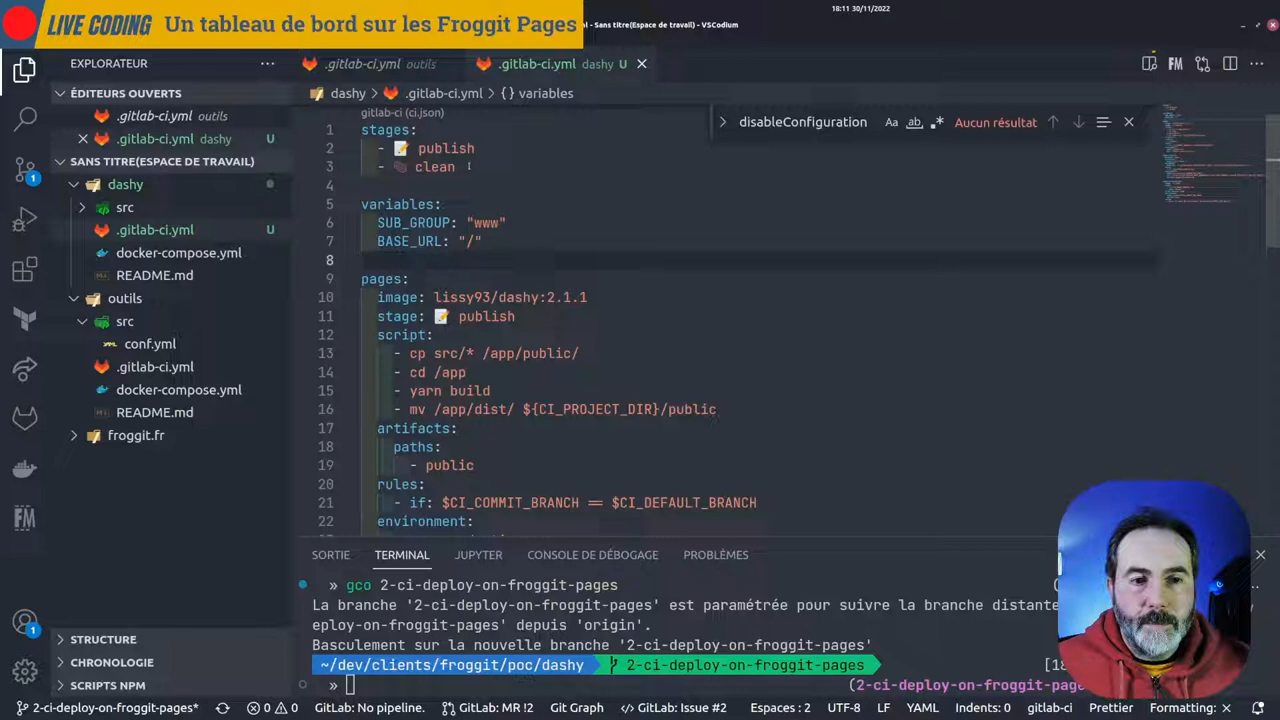 18:11 30/11/2022
LIVE CODING Un tableau de bord sur les Froggit Pages
- Sans titre(Espace de travail) - VSCodium
EXPLORATEUR
ÉDITEURS OUVERTS
.gitlab-ci.yml outils
.gitlab-ci.yml dashy U
SANS TITRE(ESPACE DE TRAVAIL)
dashy
src
.gitlab-ci.yml U
docker-compose.yml
README.md
outils
src
conf.yml
.gitlab-ci.yml
docker-compose.yml
README.md
froggit.fr
STRUCTURE
CHRONOLOGIE
SCRIPTS NPM
1
FM
1
.gitlab-ci.yml outils
.gitlab-ci.yml dashy U
FM
dashy > .gitlab-ci.yml > {} variables
gitlab-ci (ci.json)
disableConfiguration Aa ab Aucun résultat
1 stages:
2 - 📝 publish
3 - clean
4
5 variables:
6 SUB_GROUP: "www"
7 BASE_URL: "/"
8
9 pages:
10 image: lissy93/dashy:2.1.1
11 stage: 📝 publish
12 script:
13 - cp src/* /app/public/
14 - cd /app
15 - yarn build
16 - mv /app/dist/ ${CI_PROJECT_DIR}/public
17 artifacts:
18 paths:
19 - public
20 rules:
21 - if: $CI_COMMIT_BRANCH == $CI_DEFAULT_BRANCH
22 environment:
SORTIE TERMINAL JUPYTER CONSOLE DE DÉBOGAGE PROBLÈMES
» gco 2-ci-deploy-on-froggit-pages
La branche '2-ci-deploy-on-froggit-pages' est paramétrée pour suivre la branche distante
eploy-on-froggit-pages' depuis 'origin'.
Basculement sur la nouvelle branche '2-ci-deploy-on-froggit-pages'
~/dev/clients/froggit/poc/dashy 2-ci-deploy-on-froggit-pages [18
» (2-ci-deploy-on-froggit-page
2-ci-deploy-on-froggit-pages* 0 0 GitLab: No pipeline. GitLab: MR !2 Git Graph GitLab: Issue #2 Espaces : 2 UTF-8 LF YAML Indents: 0 gitlab-ci Prettier Formatting: ×